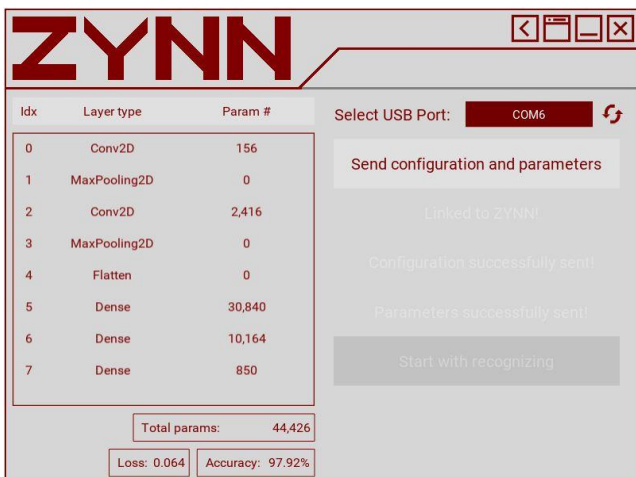 ZYNN
Idx Layer type Param #
0 Conv2D 156
1 MaxPooling2D 0
2 Conv2D 2,416
3 MaxPooling2D 0
4 Flatten 0
5 Dense 30,840
6 Dense 10,164
7 Dense 850
Total params: 44,426
Loss: 0.064 Accuracy: 97.92%
Select USB Port: COM6
Send configuration and parameters
Linked to ZYNN!
Configuration successfully sent!
Parameters successfully sent!
Start with recognizing